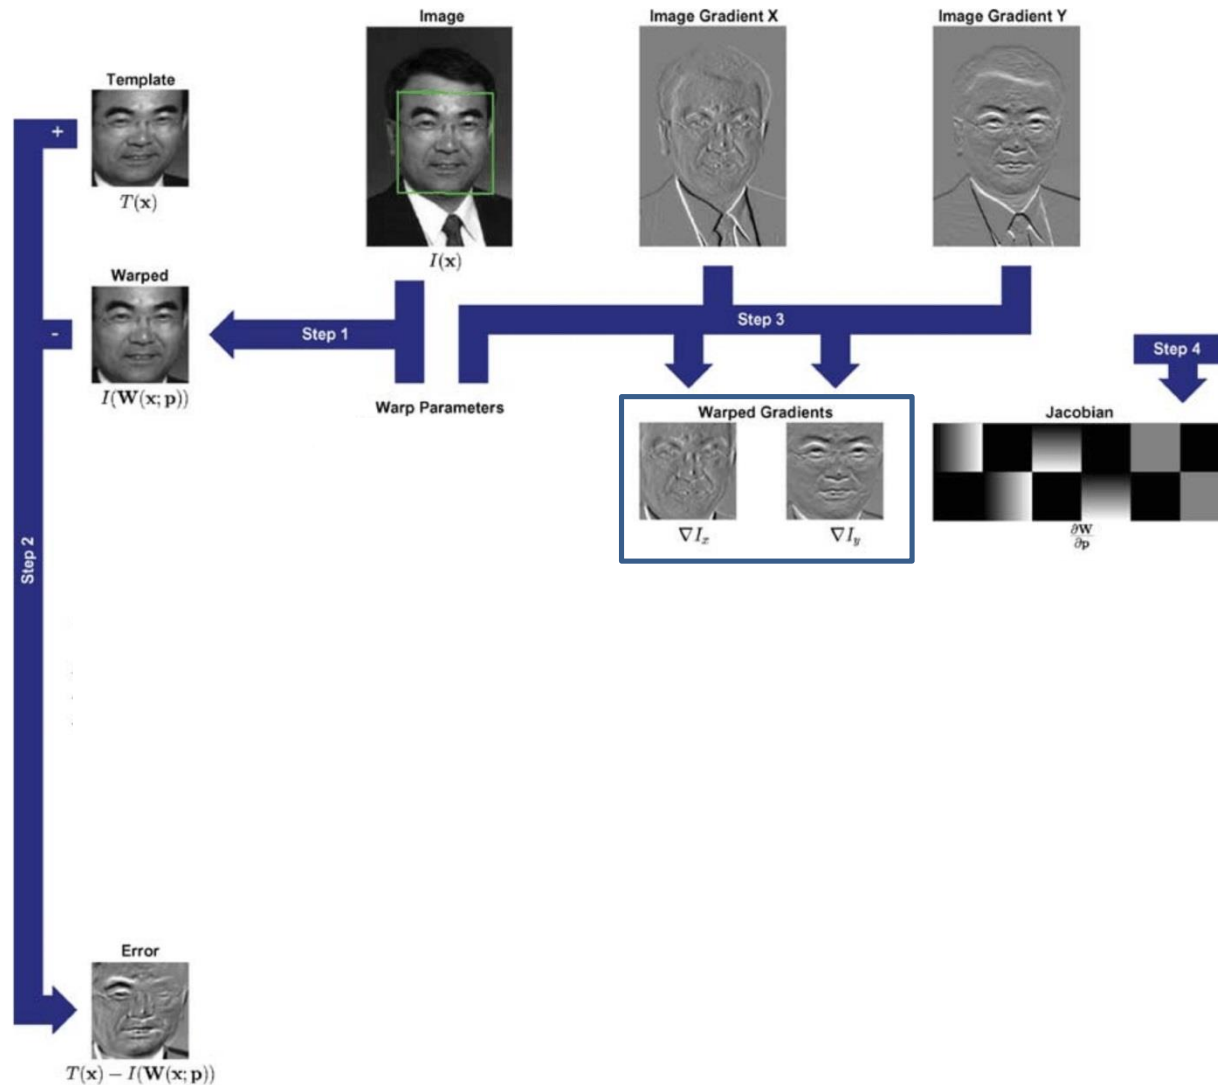 Image
Image Gradient X
Image Gradient Y
Template
+
T(x)
I(x)
Warped
-
Step 1
Step 3
Step 4
I(W(x; p))
Warp Parameters
Warped Gradients
Jacobian
∇I_x
∇I_y
∂W
∂p
Step 2
Error
T(x) − I(W(x; p))